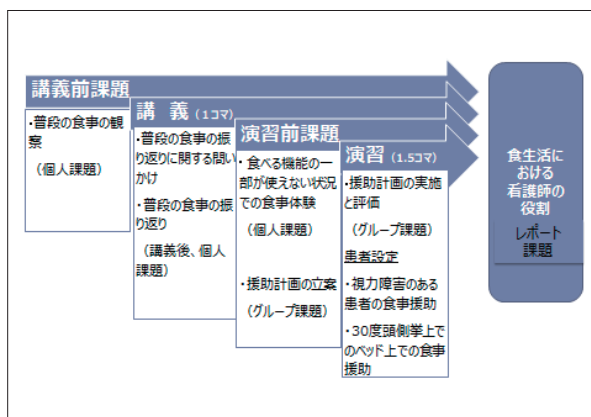 講義前課題
・普段の食事の観
察
（個人課題）
講　義（1コマ）
・普段の食事の振
り返りに関する問い
かけ
・普段の食事の振
り返り
（講義後、個人
課題）
演習前課題
・食べる機能の一
部が使えない状況
での食事体験
（個人課題）
・援助計画の立案
（グループ課題）
演習（1.5コマ）
・援助計画の実施
と評価
（グループ課題）
患者設定
・視力障害のある
患者の食事援助
・30度頭側挙上で
のベッド上での食事
援助
食生活に
おける
看護師の
役割
レポート
課題